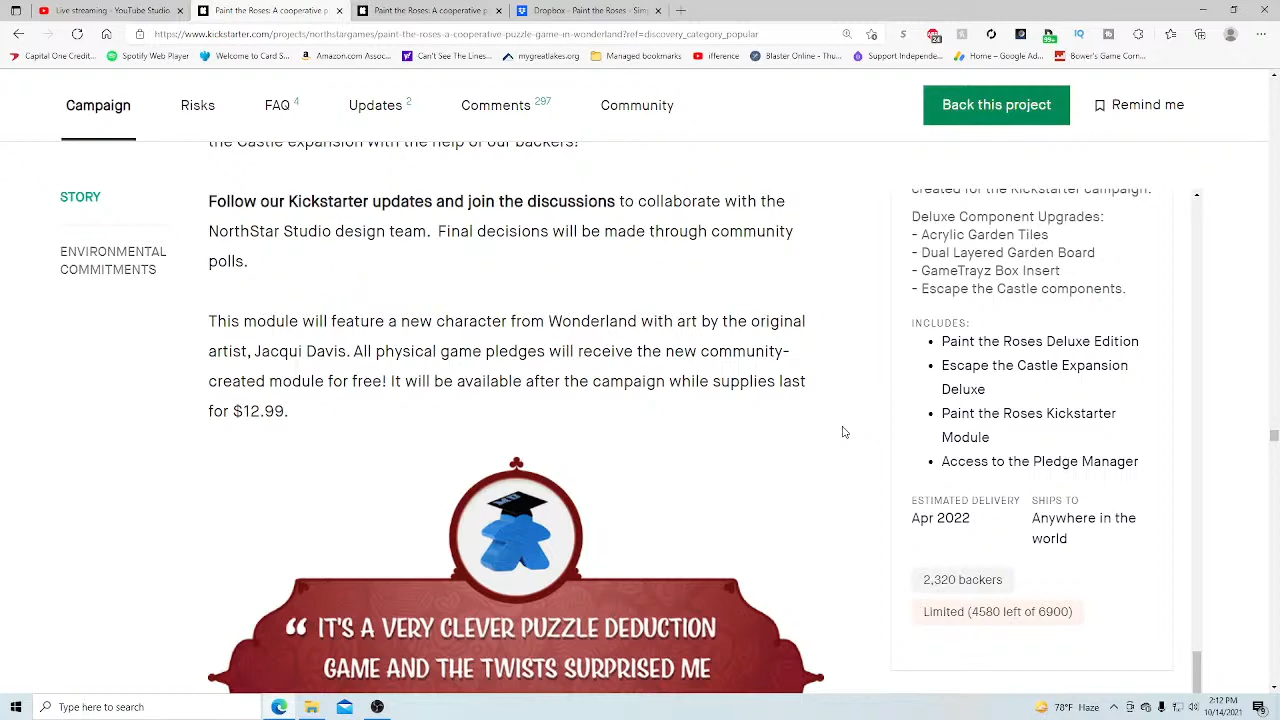 Live streaming - YouTube Studio
Paint the Roses: A cooperative p
Paint the Roses: A cooperative p
Dropbox - Paint the Roses -
https://www.kickstarter.com/projects/northstargames/paint-the-roses-a-cooperative-puzzle-game-in-wonderland?ref=discovery_category_popular
Capital One Credit...
Spotify Web Player
Welcome to Card S...
Amazon.com: Assoc...
Can't See The Lines...
mygreatlakes.org
Managed bookmarks
ifference
Blaster Online - Thu...
Support Independe...
Home – Google Ad...
Bower's Game Corn...
Campaign
Risks
FAQ 4
Updates 2
Comments 297
Community
Back this project
Remind me
the Castle expansion with the help of our backers!
STORY
ENVIRONMENTAL
COMMITMENTS
Follow our Kickstarter updates and join the discussions to collaborate with the
NorthStar Studio design team. Final decisions will be made through community
polls.
This module will feature a new character from Wonderland with art by the original
artist, Jacqui Davis. All physical game pledges will receive the new community-
created module for free! It will be available after the campaign while supplies last
for $12.99.
“ IT'S A VERY CLEVER PUZZLE DEDUCTION
GAME AND THE TWISTS SURPRISED ME
created for the Kickstarter campaign.
Deluxe Component Upgrades:
- Acrylic Garden Tiles
- Dual Layered Garden Board
- GameTrayz Box Insert
- Escape the Castle components.
INCLUDES:
• Paint the Roses Deluxe Edition
• Escape the Castle Expansion
Deluxe
• Paint the Roses Kickstarter
Module
• Access to the Pledge Manager
ESTIMATED DELIVERY
Apr 2022
SHIPS TO
Anywhere in the
world
2,320 backers
Limited (4580 left of 6900)
Type here to search
78°F Haze
2:12 PM
10/14/2021